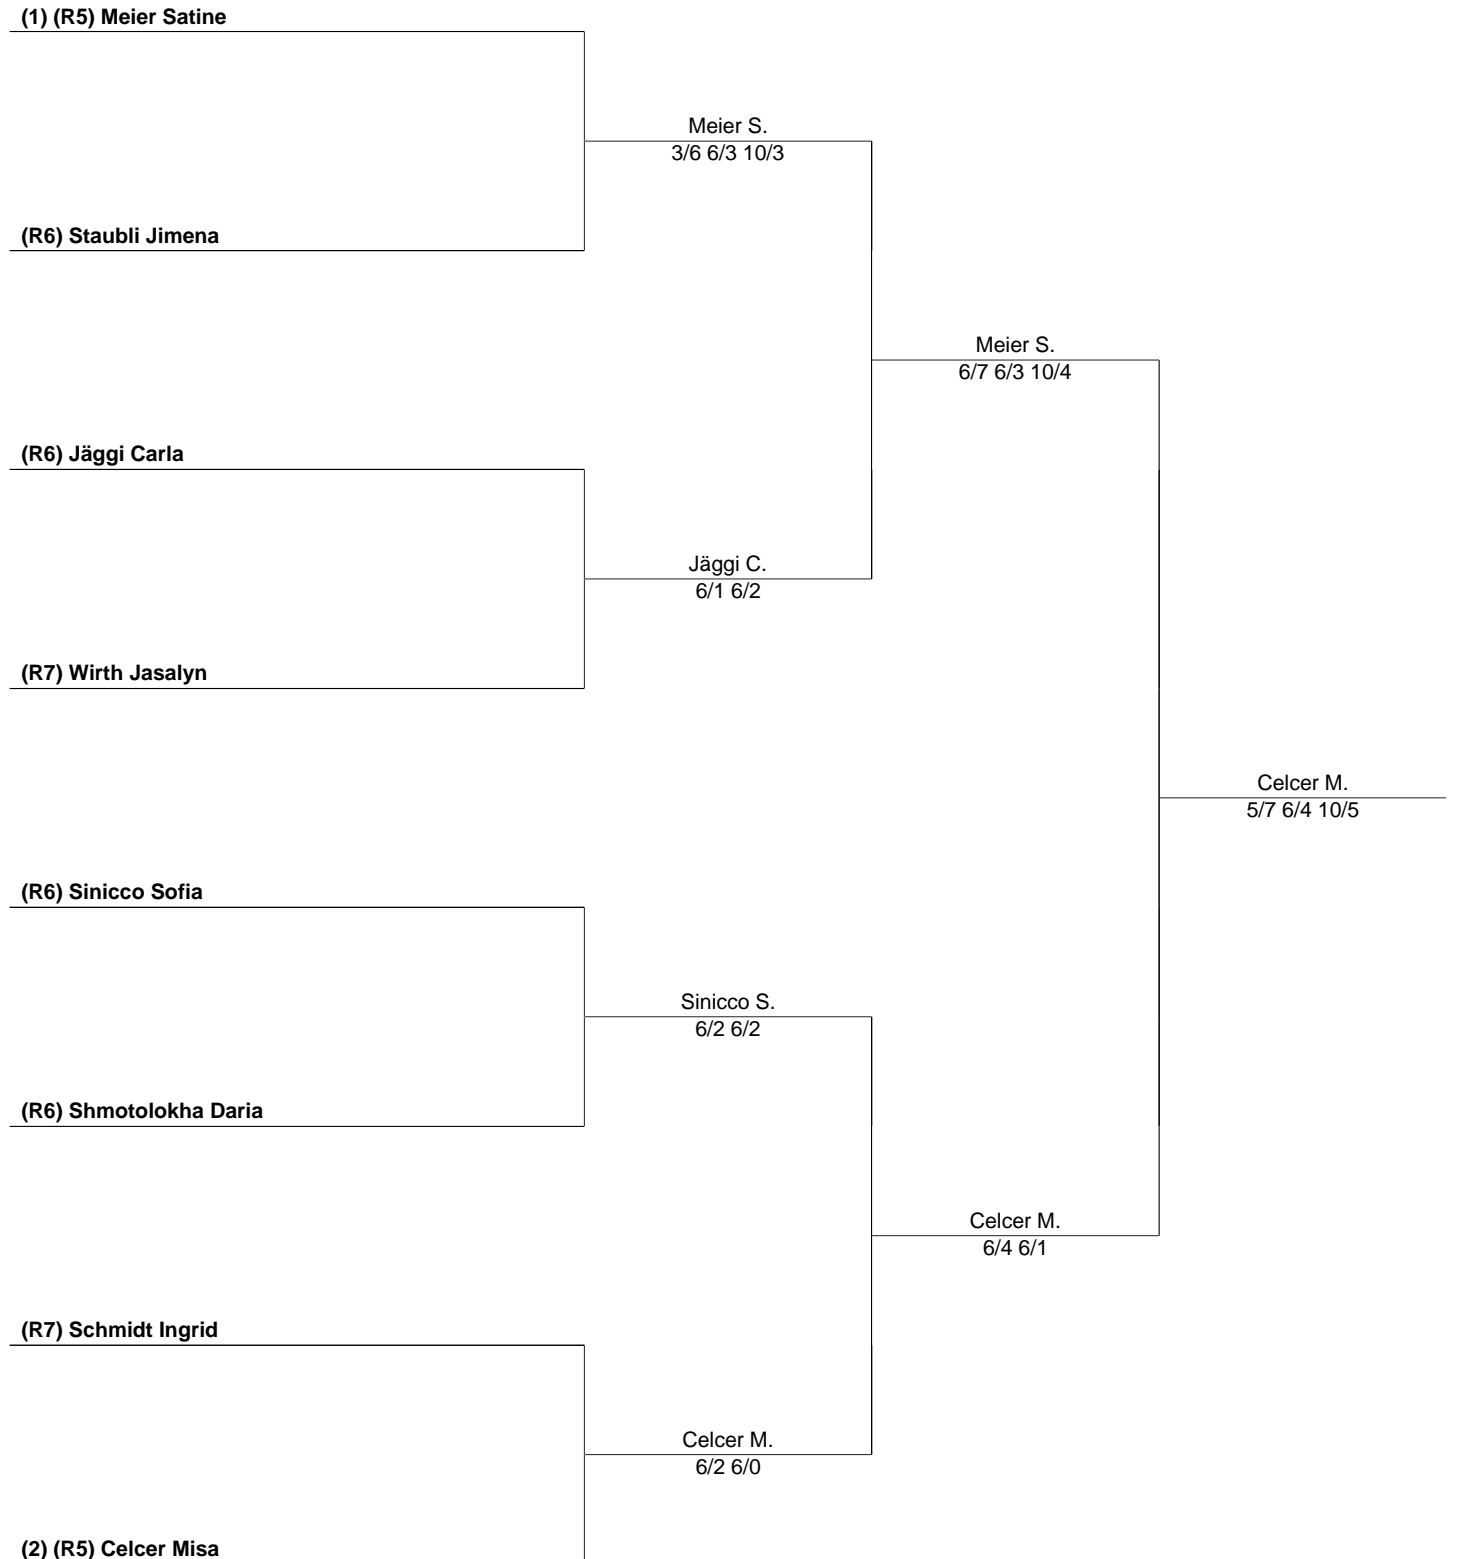 (1) (R5) Meier Satine
Meier S.
3/6 6/3 10/3
(R6) Staubli Jimena
Meier S.
6/7 6/3 10/4
(R6) Jäggi Carla
Jäggi C.
6/1 6/2
(R7) Wirth Jasalyn
Celcer M.
5/7 6/4 10/5
(R6) Sinicco Sofia
Sinicco S.
6/2 6/2
(R6) Shmotolokha Daria
Celcer M.
6/4 6/1
(R7) Schmidt Ingrid
Celcer M.
6/2 6/0
(2) (R5) Celcer Misa